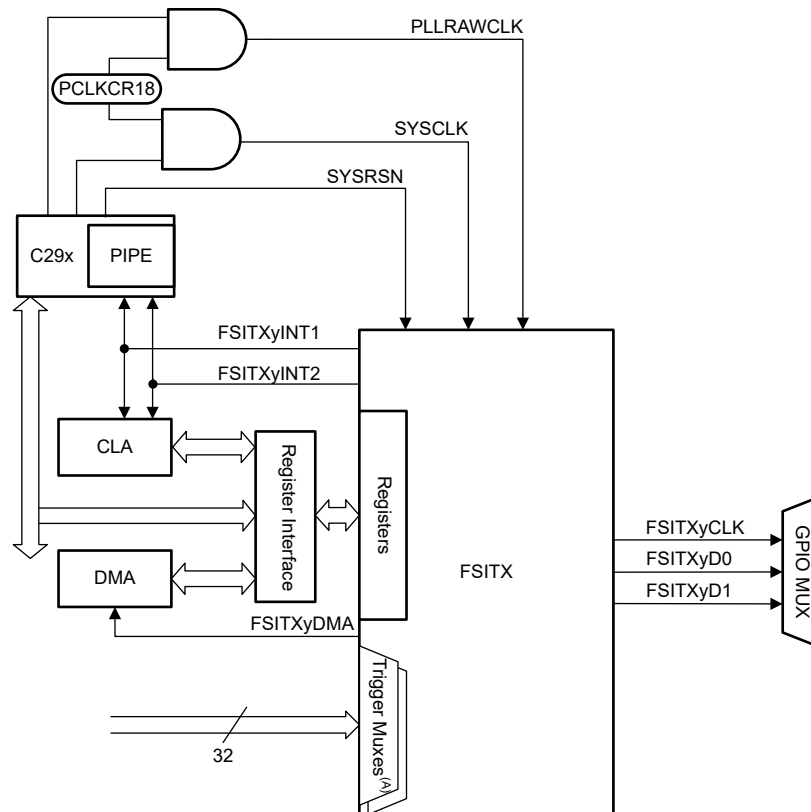 PLLRAWCLK
PCLKCR18
SYSCLK
SYSRSN
C29x
PIPE
FSITXyINT1
FSITXyINT2
CLA
Register Interface
Registers
FSITX
FSITXyCLK
FSITXyD0
FSITXyD1
GPIO MUX
DMA
FSITXyDMA
Trigger Muxes(A)
32